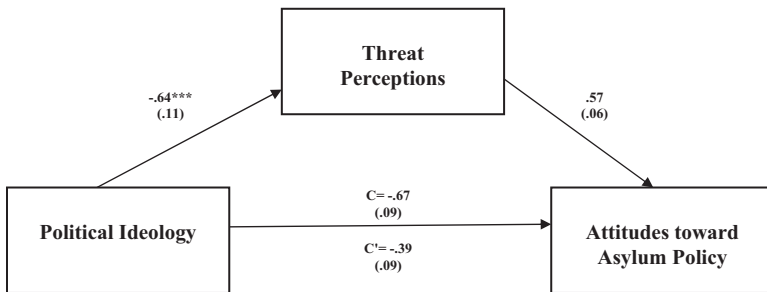 Threat
Perceptions
-.64***
(.11)
.57
(.06)
C= -.67
(.09)
Political Ideology
Attitudes toward
Asylum Policy
C'= -.39
(.09)